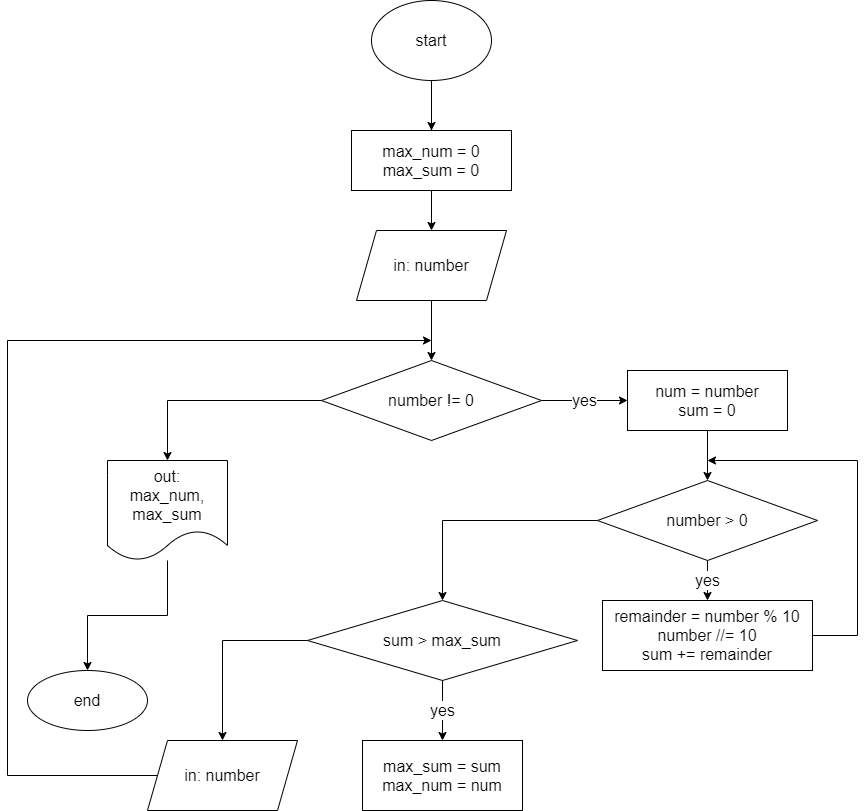 start
max_num = 0
max_sum = 0
in: number
number != 0
yes
num = number
sum = 0
out:
max_num,
max_sum
number > 0
yes
remainder = number % 10
number //= 10
sum += remainder
sum > max_sum
yes
end
in: number
max_sum = sum
max_num = num